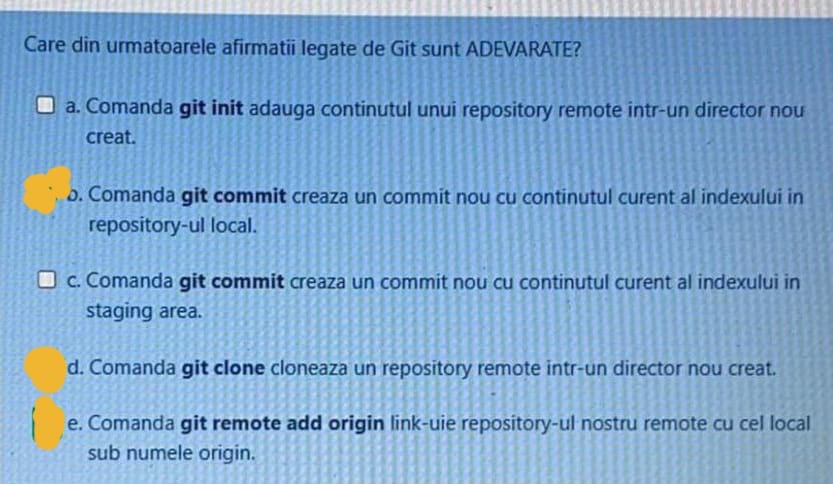 Care din urmatoarele afirmatii legate de Git sunt ADEVARATE?
a. Comanda git init adauga continutul unui repository remote intr-un director nou
creat.
b. Comanda git commit creaza un commit nou cu continutul curent al indexului in
repository-ul local.
c. Comanda git commit creaza un commit nou cu continutul curent al indexului in
staging area.
d. Comanda git clone cloneaza un repository remote intr-un director nou creat.
e. Comanda git remote add origin link-uie repository-ul nostru remote cu cel local
sub numele origin.